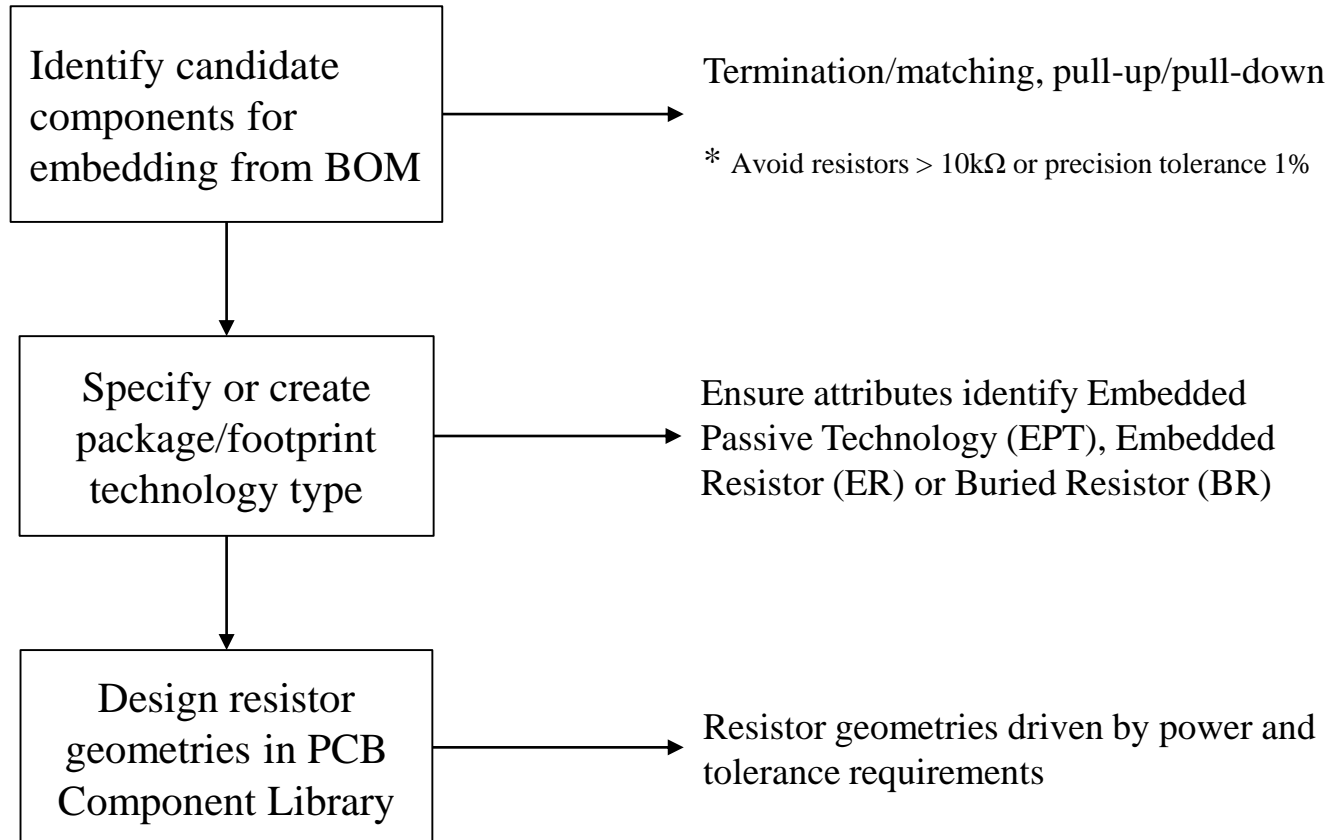 Identify candidate
components for
embedding from BOM
Termination/matching, pull-up/pull-down
* Avoid resistors > 10kΩ or precision tolerance 1%
Specify or create
package/footprint
technology type
Ensure attributes identify Embedded
Passive Technology (EPT), Embedded
Resistor (ER) or Buried Resistor (BR)
Design resistor
geometries in PCB
Component Library
Resistor geometries driven by power and
tolerance requirements